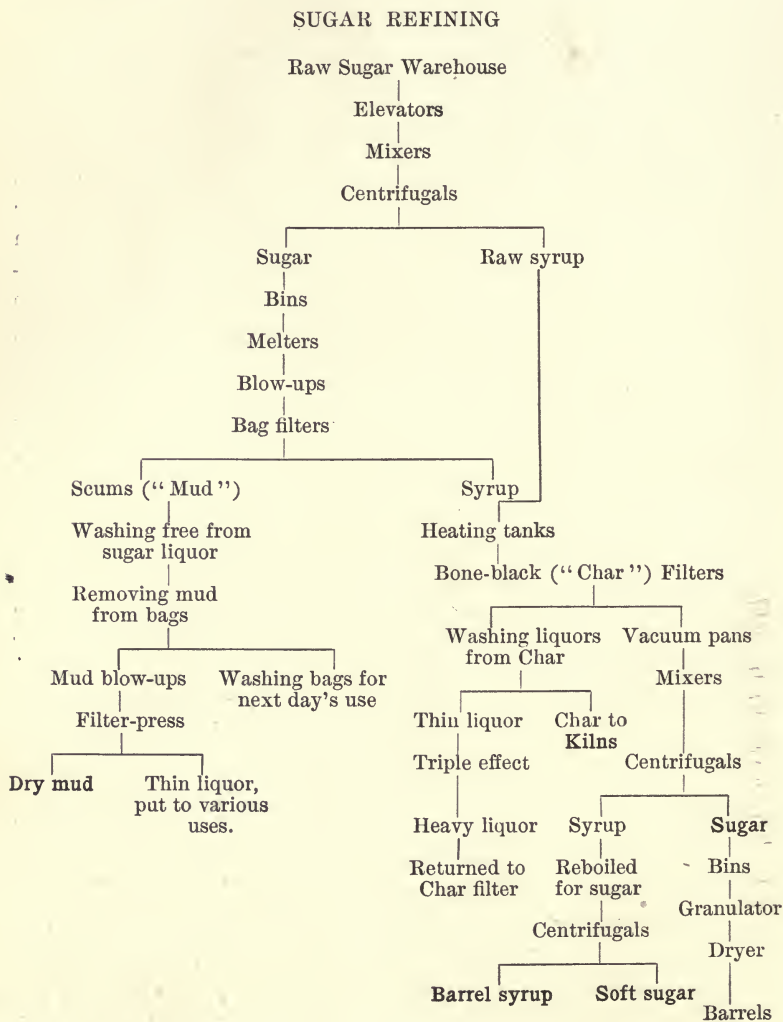 SUGAR REFINING
Raw Sugar Warehouse
Elevators
Mixers
Centrifugals
Sugar
Raw syrup
Bins
Melters
Blow-ups
Bag filters
Scums (“Mud”)
Syrup
Washing free from
sugar liquor
Heating tanks
Removing mud
from bags
Bone-black (“Char”) Filters
Mud blow-ups
Washing bags for
next day's use
Washing liquors
from Char
Vacuum pans
Mixers
Filter-press
Thin liquor
Char to
Kilns
Dry mud
Thin liquor,
put to various
uses.
Triple effect
Centrifugals
Heavy liquor
Syrup
Sugar
Returned to
Char filter
Reboiled
for sugar
Bins
Granulator
Centrifugals
Dryer
Barrel syrup
Soft sugar
Barrels